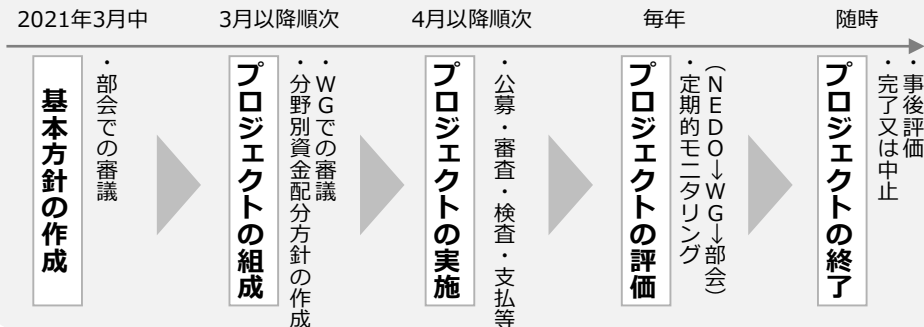 2021年3月中
3月以降順次
4月以降順次
毎年
随時
基本方針の作成
・部会での審議
プロジェクトの組成
・WGでの審議
・分野別資金配分方針の作成
プロジェクトの実施
・公募・審査・検査・支払等
プロジェクトの評価
・定期的モニタリング
（NEDO→WG→部会）
プロジェクトの終了
・事後評価
・完了又は中止